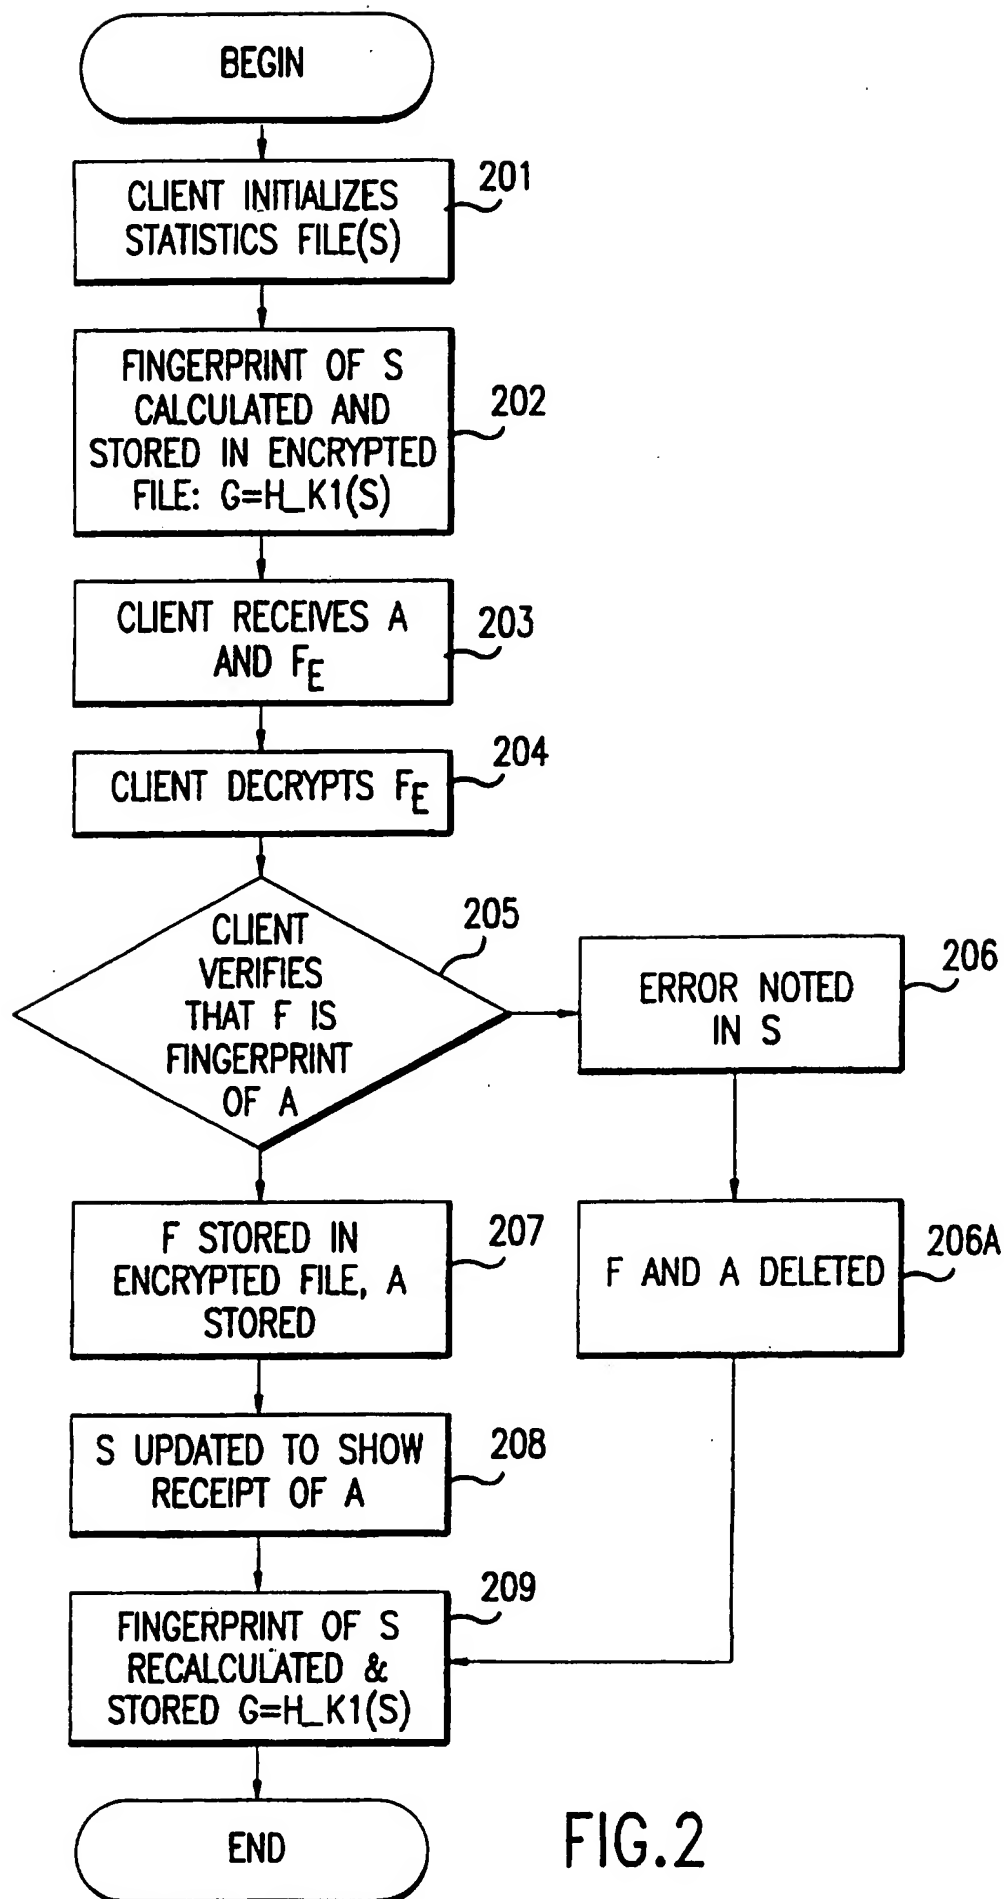 BEGIN
CLIENT INITIALIZES
STATISTICS FILE(S)
201
FINGERPRINT OF S
CALCULATED AND
STORED IN ENCRYPTED
FILE: G=H_K1(S)
202
CLIENT RECEIVES A
AND FE
203
CLIENT DECRYPTS FE
204
CLIENT
VERIFIES
THAT F IS
FINGERPRINT
OF A
205
ERROR NOTED
IN S
206
F STORED IN
ENCRYPTED FILE, A
STORED
207
F AND A DELETED
206A
S UPDATED TO SHOW
RECEIPT OF A
208
FINGERPRINT OF S
RECALCULATED &
STORED G=H_K1(S)
209
END
FIG.2